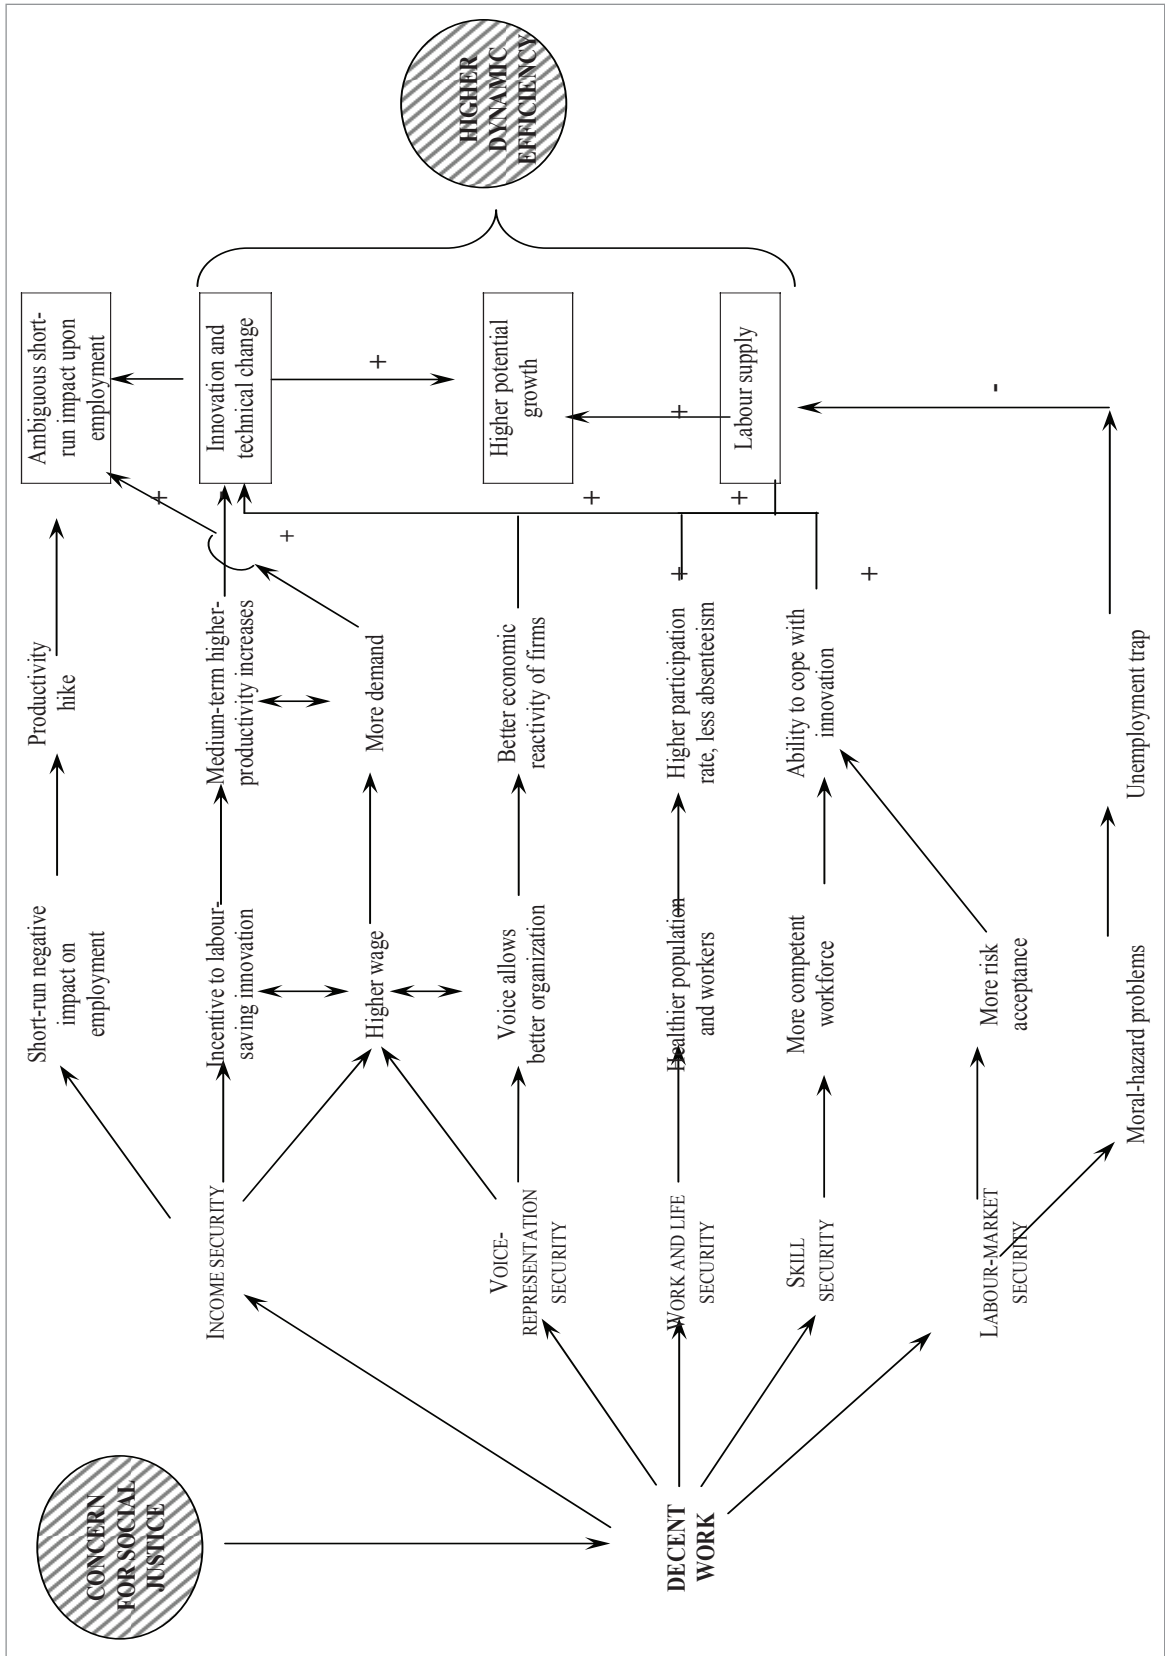 CONCERN
FOR SOCIAL
JUSTICE
DECENT
WORK
INCOME SECURITY
VOICE-
REPRESENTATION
SECURITY
WORK AND LIFE
SECURITY
SKILL
SECURITY
LABOUR-MARKET
SECURITY
Short-run negative
impact on
employment
Incentive to labour-
saving innovation
Higher wage
Voice allows
better organization
Healthier population
and workers
More competent
workforce
More risk
acceptance
Moral-hazard problems
Productivity
hike
Medium-term higher-
productivity increases
More demand
Better economic
reactivity of firms
Higher participation
rate, less absenteeism
Ability to cope with
innovation
Unemployment trap
+
+
+
+
+
+
Ambiguous short-
run impact upon
employment
Innovation and
technical change
+
Higher potential
growth
+
Labour supply
-
HIGHER
DYNAMIC
EFFICIENCY